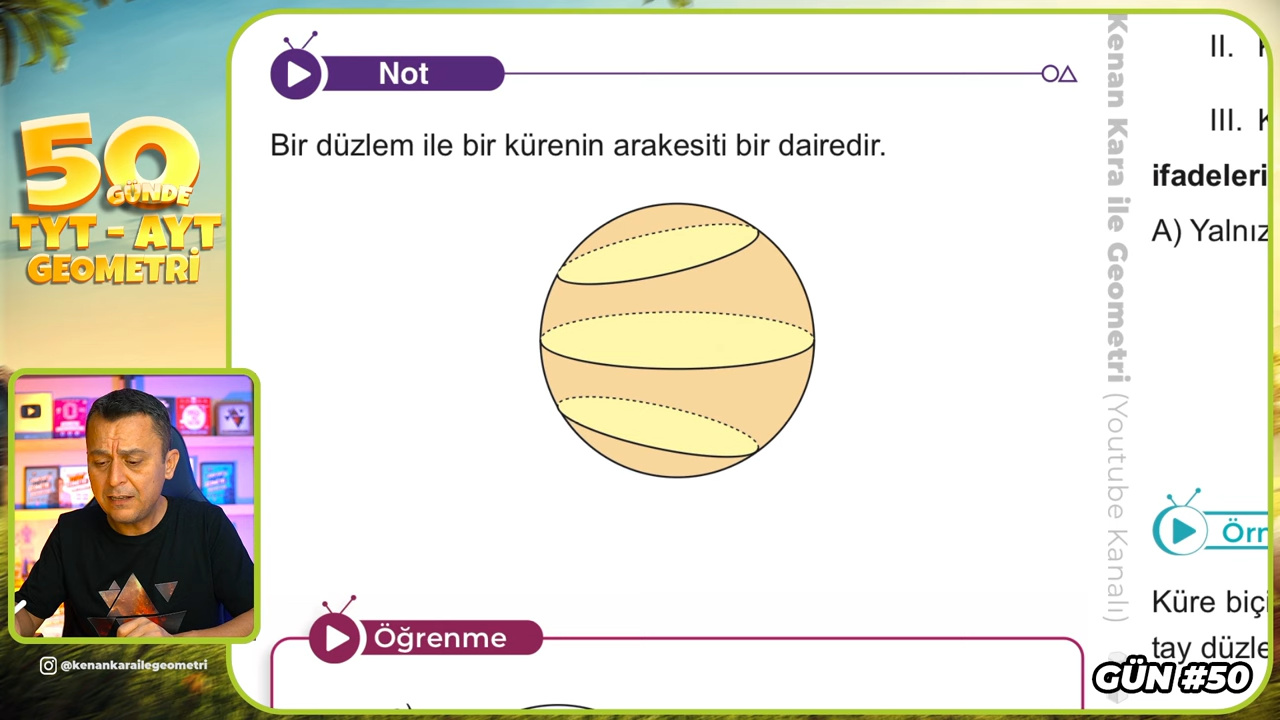 50
GÜNDE
TYT - AYT
GEOMETRİ
Not
Bir düzlem ile bir kürenin arakesiti bir dairedir.
Öğrenme
Kenan Kara ile Geometri (Youtube Kanalı)
II.
III.
ifadeleri
A) Yalnız
Örn
Küre biçi
tay düzle
@kenankarailegeometri
GÜN #50